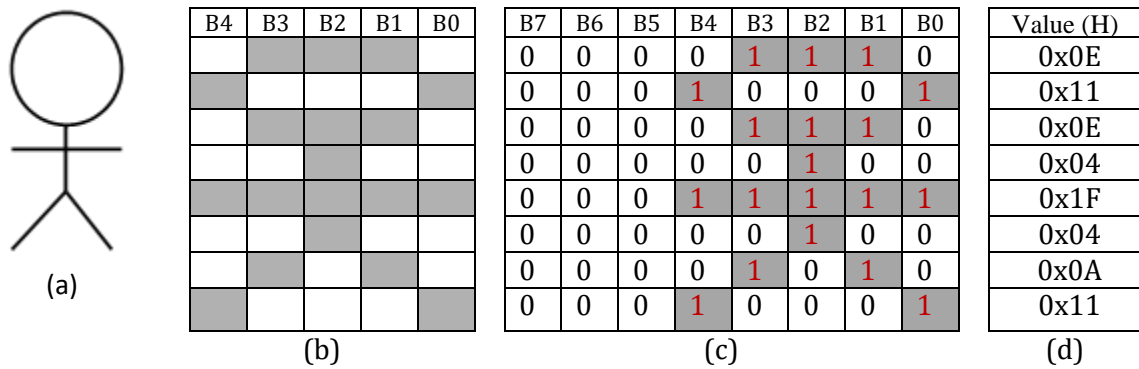 B4 B3 B2 B1 B0 B7 B6 B5 B4 B3 B2 B1 B0 Value (H)
0 0 0 0 1 1 1 0 0x0E
0 0 0 1 0 0 0 1 0x11
0 0 0 0 1 1 1 0 0x0E
0 0 0 0 0 1 0 0 0x04
0 0 0 1 1 1 1 1 0x1F
0 0 0 0 0 1 0 0 0x04
0 0 0 0 1 0 1 0 0x0A
0 0 0 1 0 0 0 1 0x11
(a) (b) (c) (d)